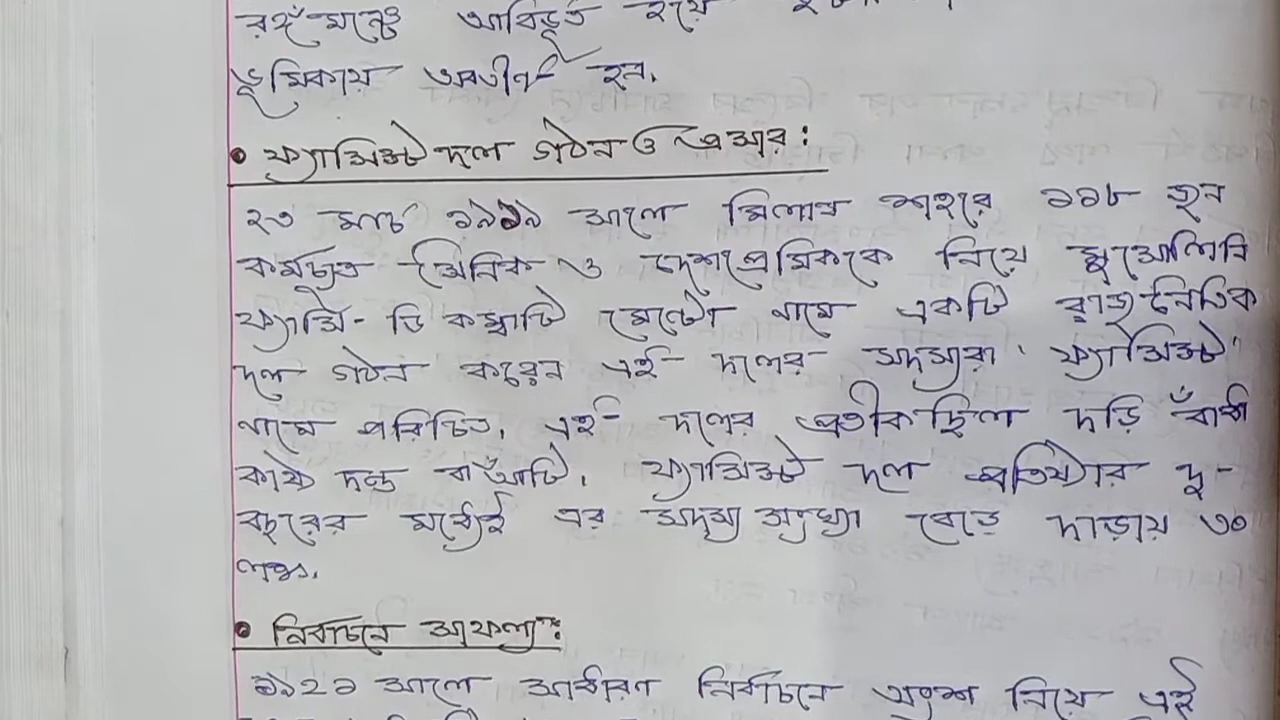 রঙ্গমঞ্চে আবির্ভূত হয়ে
ভূমিকায় অবতীর্ণ হন।
• ফ্যাসিস্ট দল গঠন ও প্রসার :
২৩ মার্চ ১৯১৯ সালে মিলান শহরে ১১৮ জন
কর্মচ্যুত সৈনিক ও দেশপ্রেমিককে নিয়ে মুসোলিনি
ফ্যাসি-ডি কম্বাটি মেন্টো নামে একটি রাজনৈতিক
দল গঠন করেন এই দলের সদস্যরা 'ফ্যাসিস্ট'
নামে পরিচিত। এই দলের প্রতীক ছিল দড়ি বাঁধা
কাষ্ঠ দন্ড বা আঁটি। ফ্যাসিস্ট দল প্রতিষ্ঠার দু-
বছরের মধ্যেই এর সদস্য সংখ্যা বেড়ে দাড়ায় ৩০
লক্ষ।
• নির্বাচনে সাফল্য :
১৯২১ সালে সাধারণ নির্বাচনে অংশ নিয়ে এই